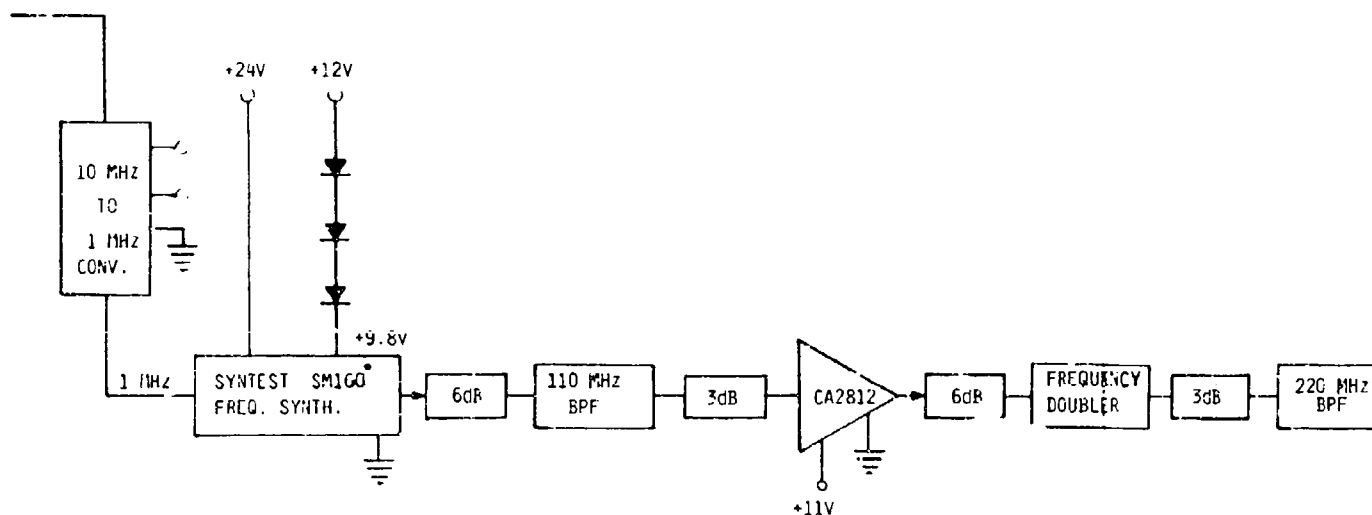 +24V
+12V
10 MHz
TO
1 MHz
CONV.
+9.8V
1 MHz
SYNTEST SM160
FREQ. SYNTH.
6dB
110 MHz
BPF
3dB
CA2812
6dB
FREQUENCY
DOUBLER
3dB
220 MHz
BPF
+11V